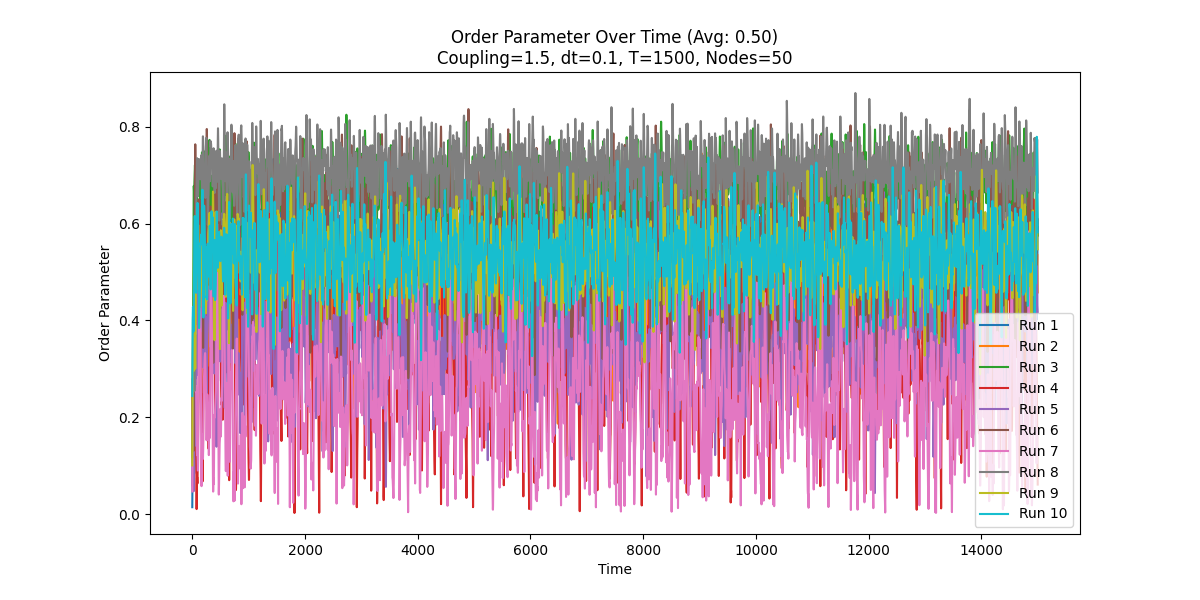 Order Parameter Over Time (Avg: 0.50)
Coupling=1.5, dt=0.1, T=1500, Nodes=50
Order Parameter
0.8
0.6
0.4
0.2
0.0
0 2000 4000 6000 8000 10000 12000 14000
Time
Run 1
Run 2
Run 3
Run 4
Run 5
Run 6
Run 7
Run 8
Run 9
Run 10